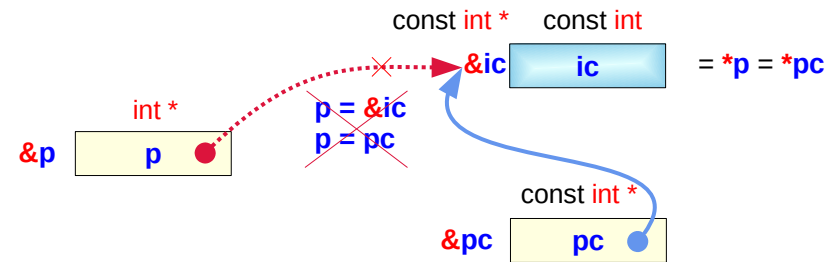 const int * const int
&ic ic = *p = *pc
int *
p = &ic
p = pc
&p p
const int *
&pc pc